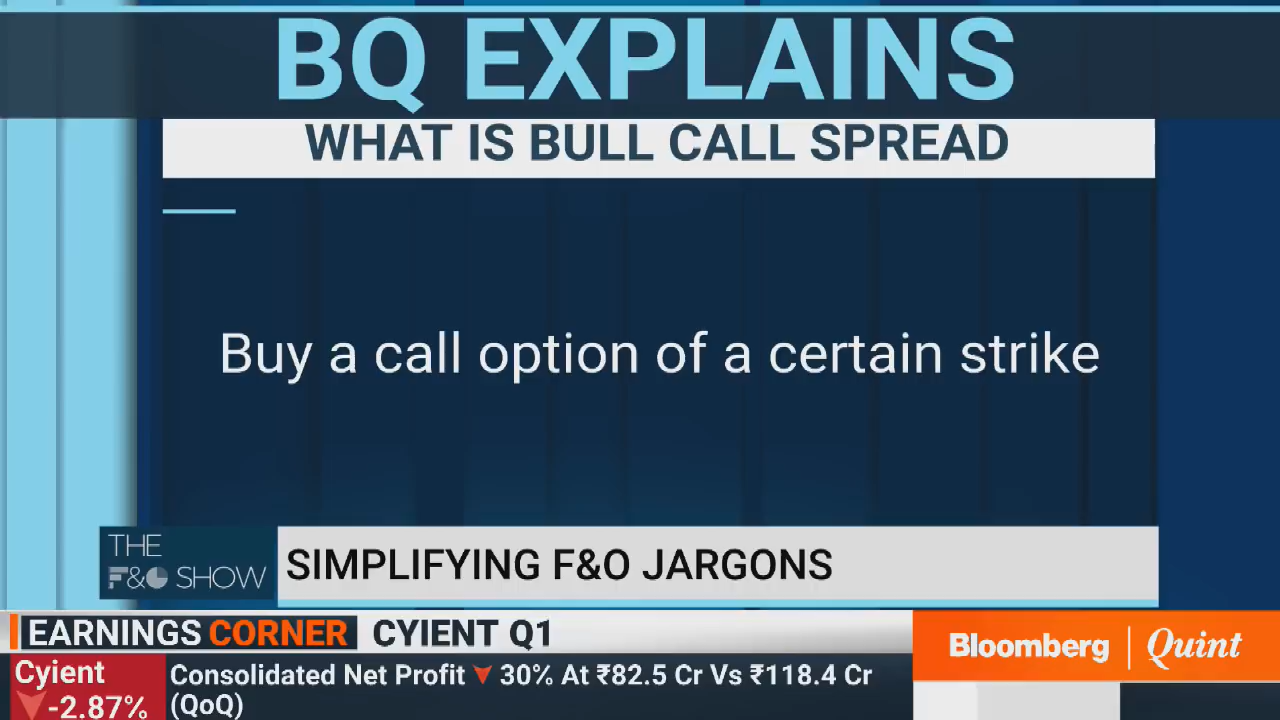 BQ EXPLAINS
WHAT IS BULL CALL SPREAD
Buy a call option of a certain strike
THE
F&O SHOW
SIMPLIFYING F&O JARGONS
EARNINGS CORNER CYIENT Q1
Bloomberg | Quint
Cyient
-2.87%
Consolidated Net Profit ▼ 30% At ₹82.5 Cr Vs ₹118.4 Cr
(QoQ)